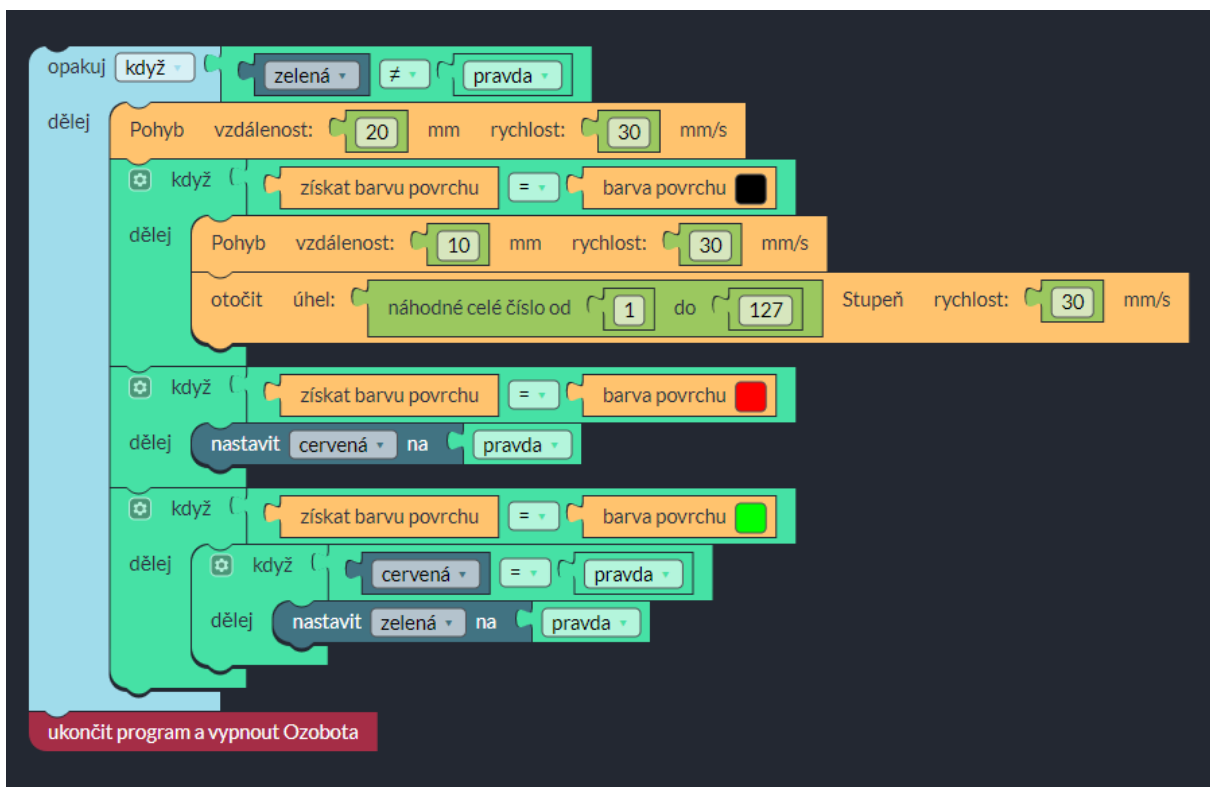 opakuj když zelená ≠ pravda
dělej Pohyb vzdálenost: 20 mm rychlost: 30 mm/s
když získat barvu povrchu = barva povrchu
dělej Pohyb vzdálenost: 10 mm rychlost: 30 mm/s
otočit úhel: náhodné celé číslo od 1 do 127 Stupeň rychlost: 30 mm/s
když získat barvu povrchu = barva povrchu
dělej nastavit cervená na pravda
když získat barvu povrchu = barva povrchu
dělej když cervená = pravda
dělej nastavit zelená na pravda
ukončit program a vypnout Ozobota